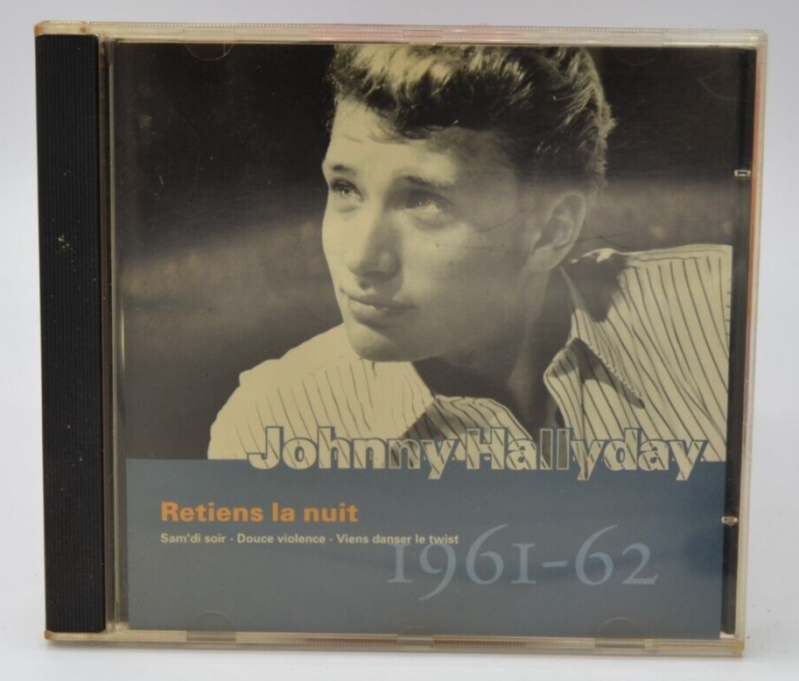 Johnny Hallyday
Retiens la nuit
Sam'di soir - Douce violence - Viens danser le twist
1961-62